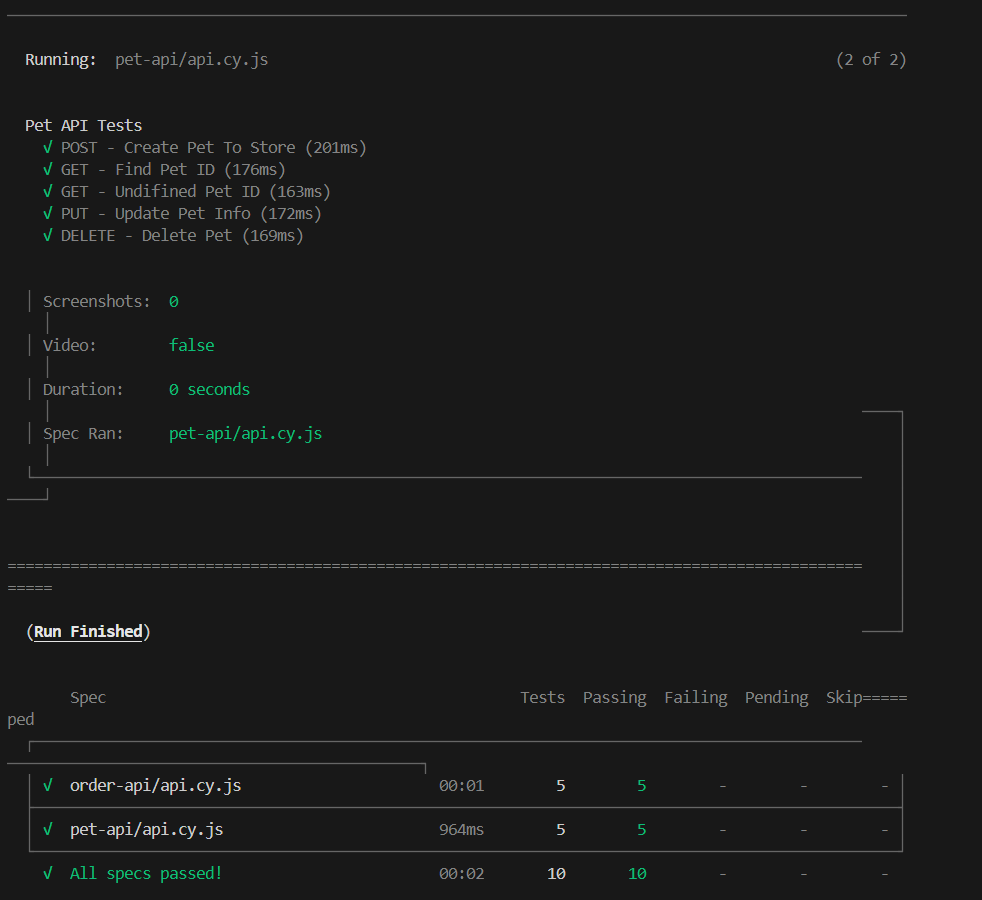 Running:  pet-api/api.cy.js                                                               (2 of 2)
Pet API Tests
√ POST - Create Pet To Store (201ms)
√ GET - Find Pet ID (176ms)
√ GET - Undifined Pet ID (163ms)
√ PUT - Update Pet Info (172ms)
√ DELETE - Delete Pet (169ms)
│ Screenshots:  0
│ Video:        false
│ Duration:     0 seconds
│ Spec Ran:     pet-api/api.cy.js
===============================================================================================
=====
(Run Finished)
Spec                                              Tests  Passing  Failing  Pending  Skip=====
ped
√  order-api/api.cy.js                      00:01        5        5        -        -        -
√  pet-api/api.cy.js                        964ms        5        5        -        -        -
√  All specs passed!                        00:02       10       10        -        -        -